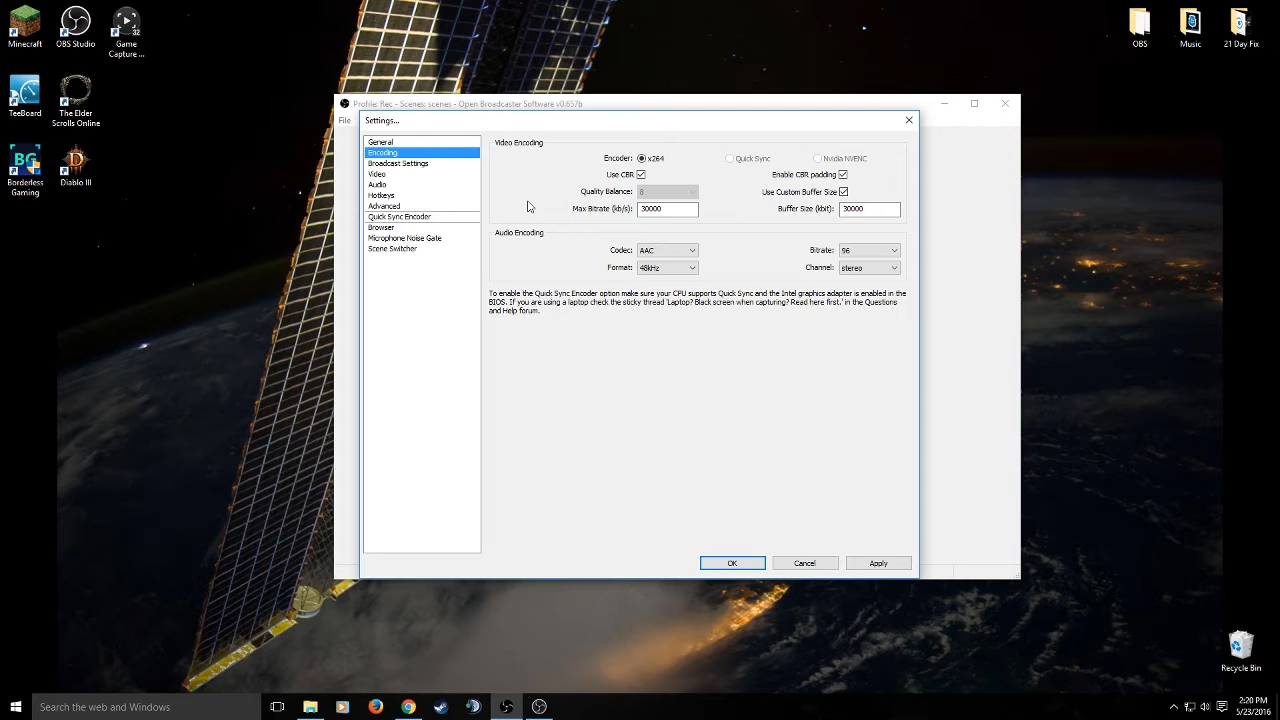 Minecraft
OBS Studio
Game
Capture ...
32
TeeBoard
The Elder
Scrolls Online
BG
Borderless
Gaming
Diablo III
OBS
Music
21 Day Fix
Profile: Rec - Scenes: scenes - Open Broadcaster Software v0.657b
File
Settings...
General
Encoding
Broadcast Settings
Video
Audio
Hotkeys
Advanced
Quick Sync Encoder
Browser
Microphone Noise Gate
Scene Switcher
Video Encoding
Encoder: x264 Quick Sync Nvidia NVENC
Use CBR Enable CBR padding
Quality Balance: 8 Use Custom Buffer Size
Max Bitrate (kb/s): 30000 Buffer Size (kbit): 30000
Audio Encoding
Codec: AAC Bitrate: 96
Format: 48kHz Channel: stereo
To enable the Quick Sync Encoder option make sure your CPU supports Quick Sync and the Intel graphics adapter is enabled in the
BIOS. If you are using a laptop check the sticky thread 'Laptop? Black screen when capturing? Read here first.' in the Questions
and Help forum.
OK Cancel Apply
Recycle Bin
Search the web and Windows
2:20 PM
5/23/2016